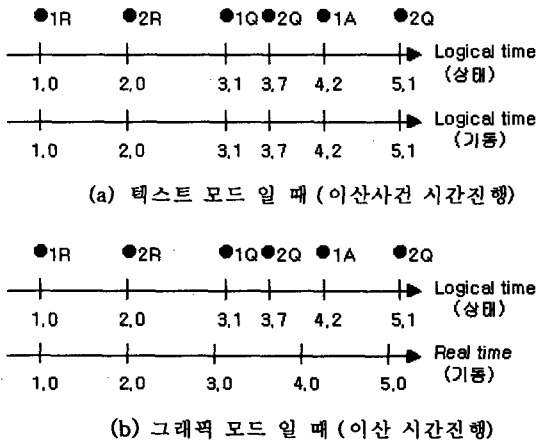 ●1R ●2R ●1Q ●2Q ●1A ●2Q
Logical time
(상태)
1,0 2,0 3,1 3,7 4,2 5,1
Logical time
(기동)
1,0 2,0 3,1 3,7 4,2 5,1
(a) 텍스트 모드 일 때 (이산사건 시간진행)
●1R ●2R ●1Q ●2Q ●1A ●2Q
Logical time
(상태)
1,0 2,0 3,1 3,7 4,2 5,1
Real time
(기동)
1,0 2,0 3,0 4,0 5,0
(b) 그래픽 모드 일 때 (이산 시간진행)